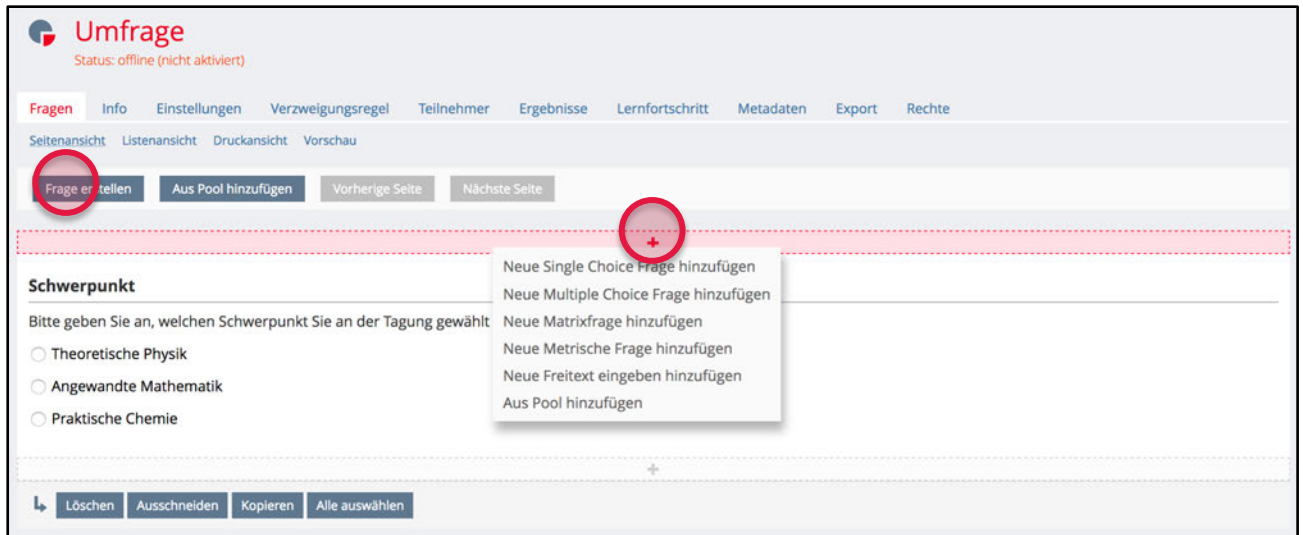 Umfrage
Status: offline (nicht aktiviert)
Fragen Info Einstellungen Verzweigungsregel Teilnehmer Ergebnisse Lernfortschritt Metadaten Export Rechte
Seitenansicht Listenansicht Druckansicht Vorschau
Frage erstellen Aus Pool hinzufügen Vorherige Seite Nächste Seite
+
Neue Single Choice Frage hinzufügen
Neue Multiple Choice Frage hinzufügen
Neue Matrixfrage hinzufügen
Neue Metrische Frage hinzufügen
Neue Freitext eingeben hinzufügen
Aus Pool hinzufügen
Schwerpunkt
Bitte geben Sie an, welchen Schwerpunkt Sie an der Tagung gewählt
Theoretische Physik
Angewandte Mathematik
Praktische Chemie
+
Löschen Ausschneiden Kopieren Alle auswählen